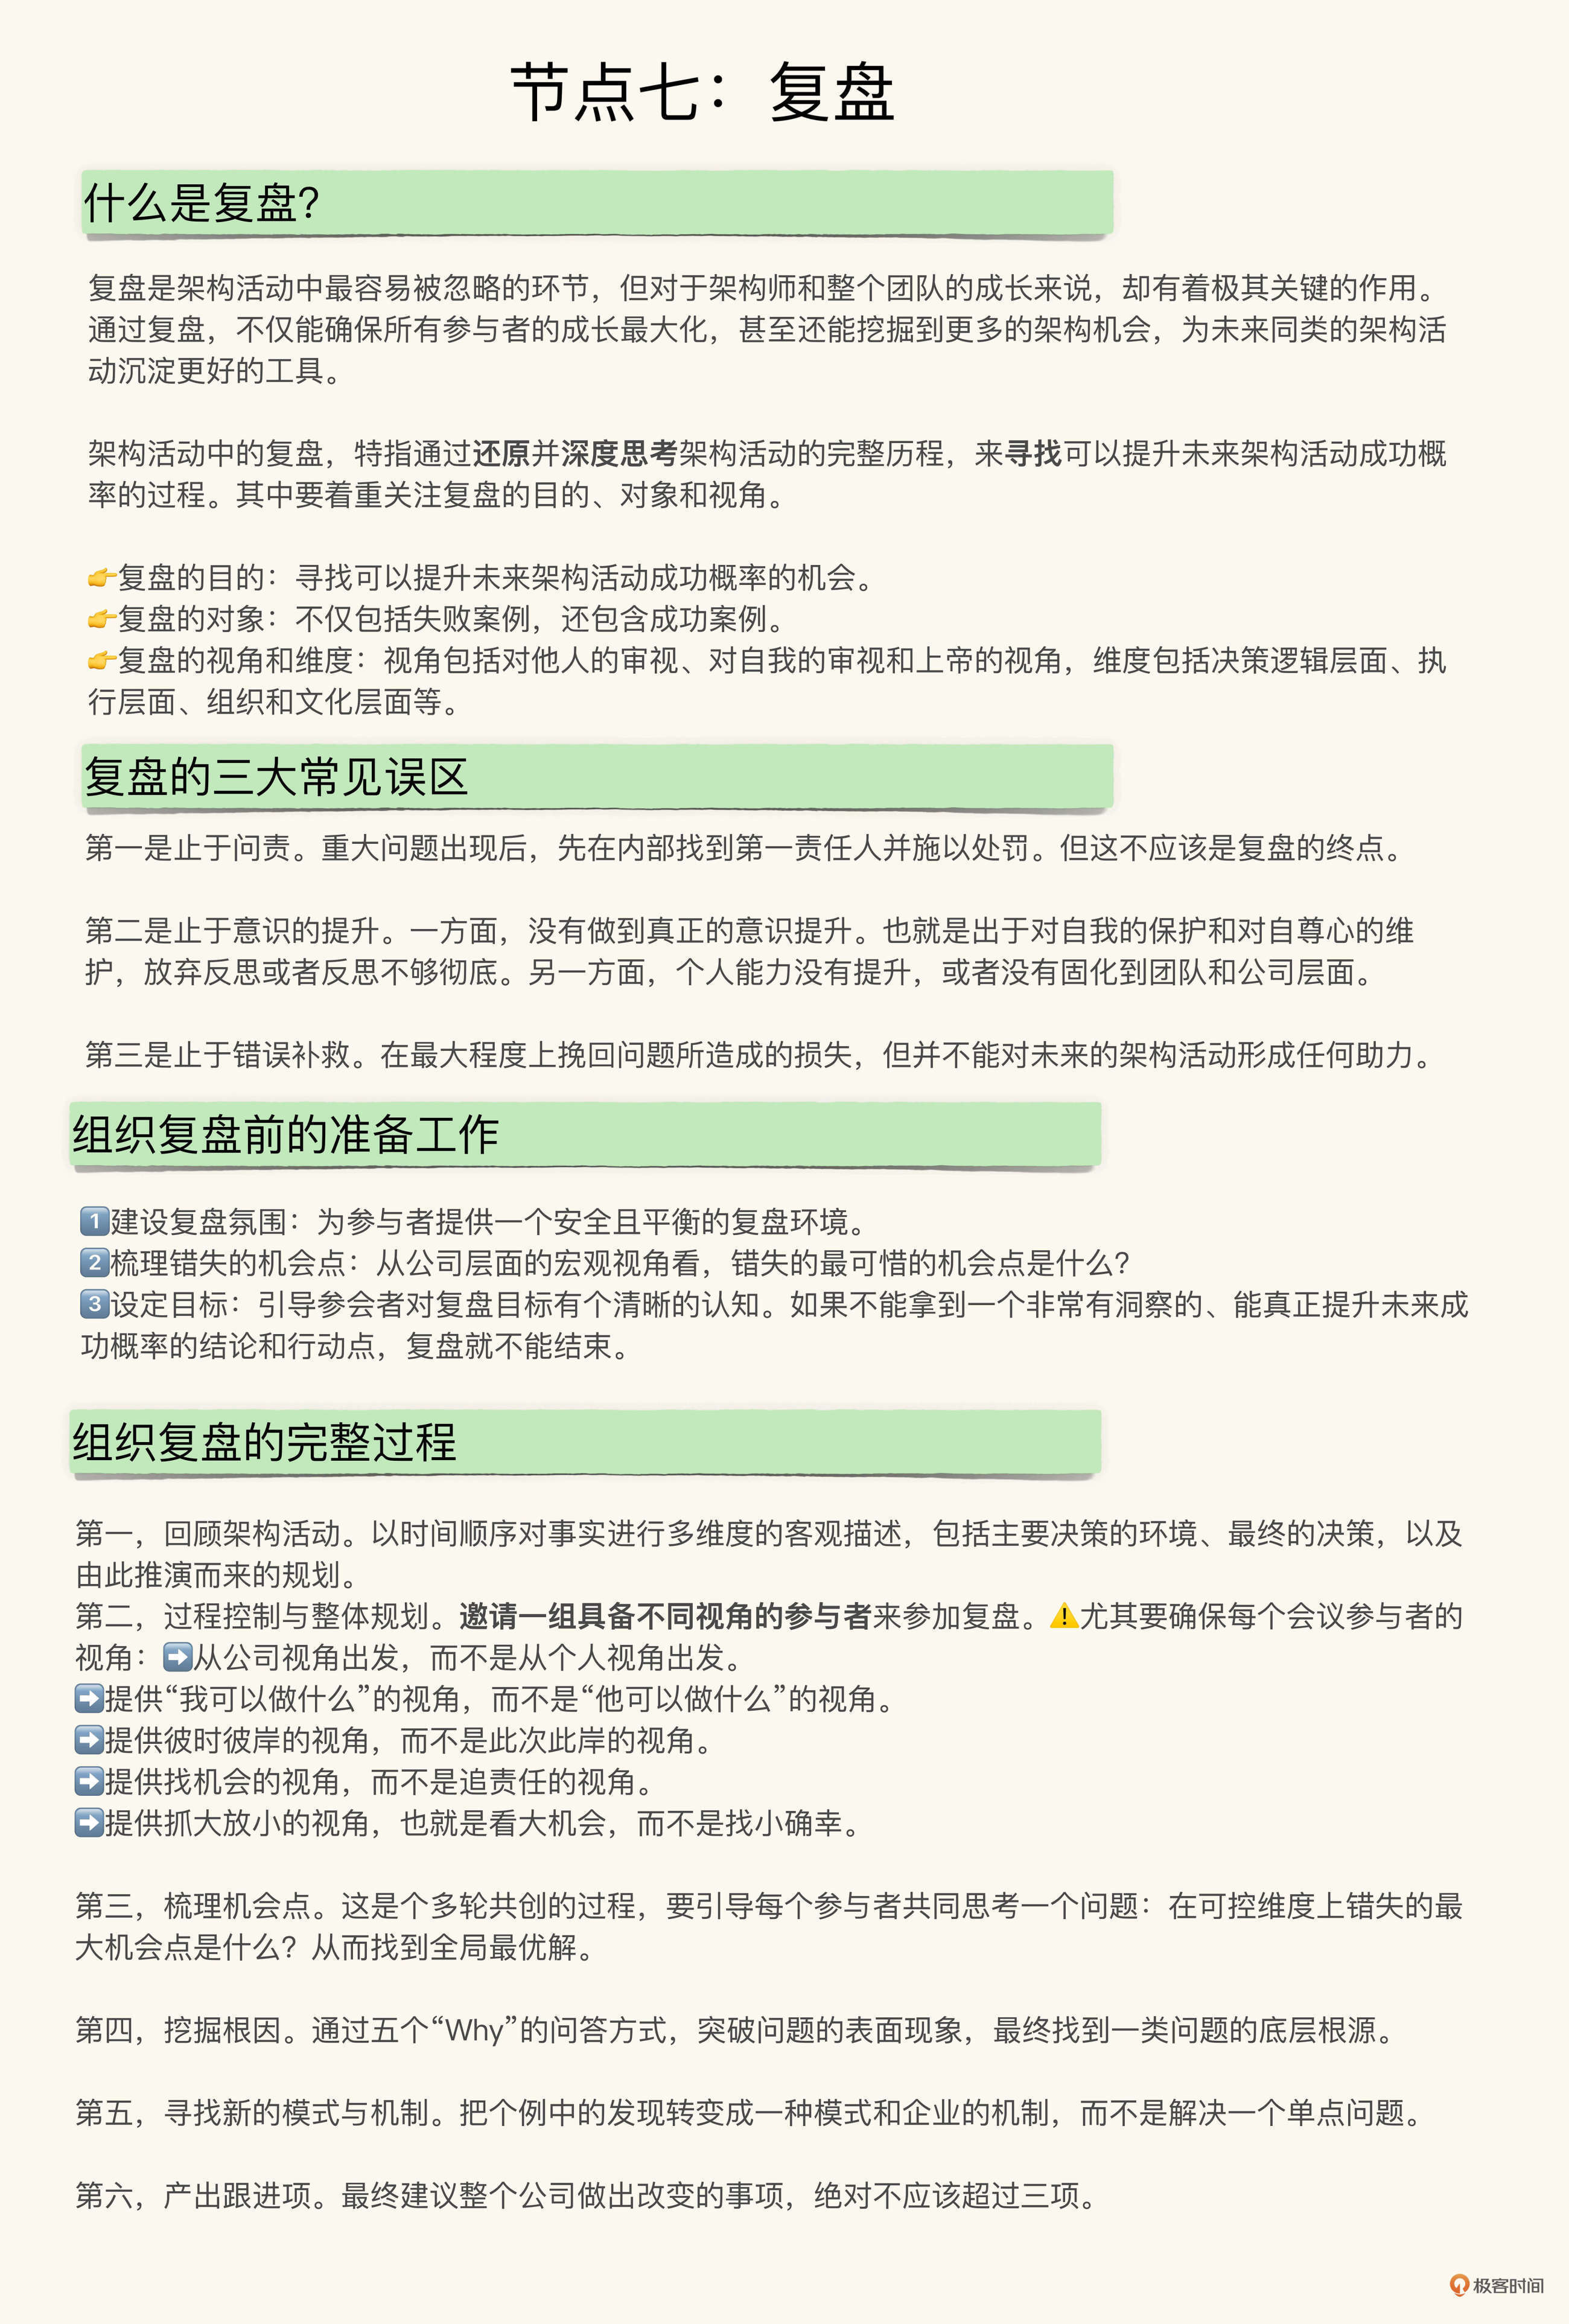 节点七：复盘
什么是复盘？
复盘是架构活动中最容易被忽略的环节，但对于架构师和整个团队的成长来说，却有着极其关键的作用。
通过复盘，不仅能确保所有参与者的成长最大化，甚至还能挖掘到更多的架构机会，为未来同类的架构活
动沉淀更好的工具。
架构活动中的复盘，特指通过还原并深度思考架构活动的完整历程，来寻找可以提升未来架构活动成功概
率的过程。其中要着重关注复盘的目的、对象和视角。
👉复盘的目的：寻找可以提升未来架构活动成功概率的机会。
👉复盘的对象：不仅包括失败案例，还包含成功案例。
👉复盘的视角和维度：视角包括对他人的审视、对自我的审视和上帝的视角，维度包括决策逻辑层面、执
行层面、组织和文化层面等。
复盘的三大常见误区
第一是止于问责。重大问题出现后，先在内部找到第一责任人并施以处罚。但这不应该是复盘的终点。
第二是止于意识的提升。一方面，没有做到真正的意识提升。也就是出于对自我的保护和对自尊心的维
护，放弃反思或者反思不够彻底。另一方面，个人能力没有提升，或者没有固化到团队和公司层面。
第三是止于错误补救。在最大程度上挽回问题所造成的损失，但并不能对未来的架构活动形成任何助力。
组织复盘前的准备工作
1️⃣建设复盘氛围：为参与者提供一个安全且平衡的复盘环境。
2️⃣梳理错失的机会点：从公司层面的宏观视角看，错失的最可惜的机会点是什么？
3️⃣设定目标：引导参会者对复盘目标有个清晰的认知。如果不能拿到一个非常有洞察的、能真正提升未来成
功概率的结论和行动点，复盘就不能结束。
组织复盘的完整过程
第一，回顾架构活动。以时间顺序对事实进行多维度的客观描述，包括主要决策的环境、最终的决策，以及
由此推演而来的规划。
第二，过程控制与整体规划。邀请一组具备不同视角的参与者来参加复盘。⚠️尤其要确保每个会议参与者的
视角：➡️从公司视角出发，而不是从个人视角出发。
➡️提供“我可以做什么”的视角，而不是“他可以做什么”的视角。
➡️提供彼时彼岸的视角，而不是此次此岸的视角。
➡️提供找机会的视角，而不是追责任的视角。
➡️提供抓大放小的视角，也就是看大机会，而不是找小确幸。
第三，梳理机会点。这是个多轮共创的过程，要引导每个参与者共同思考一个问题：在可控维度上错失的最
大机会点是什么？从而找到全局最优解。
第四，挖掘根因。通过五个“Why”的问答方式，突破问题的表面现象，最终找到一类问题的底层根源。
第五，寻找新的模式与机制。把个例中的发现转变成一种模式和企业的机制，而不是解决一个单点问题。
第六，产出跟进项。最终建议整个公司做出改变的事项，绝对不应该超过三项。
极客时间